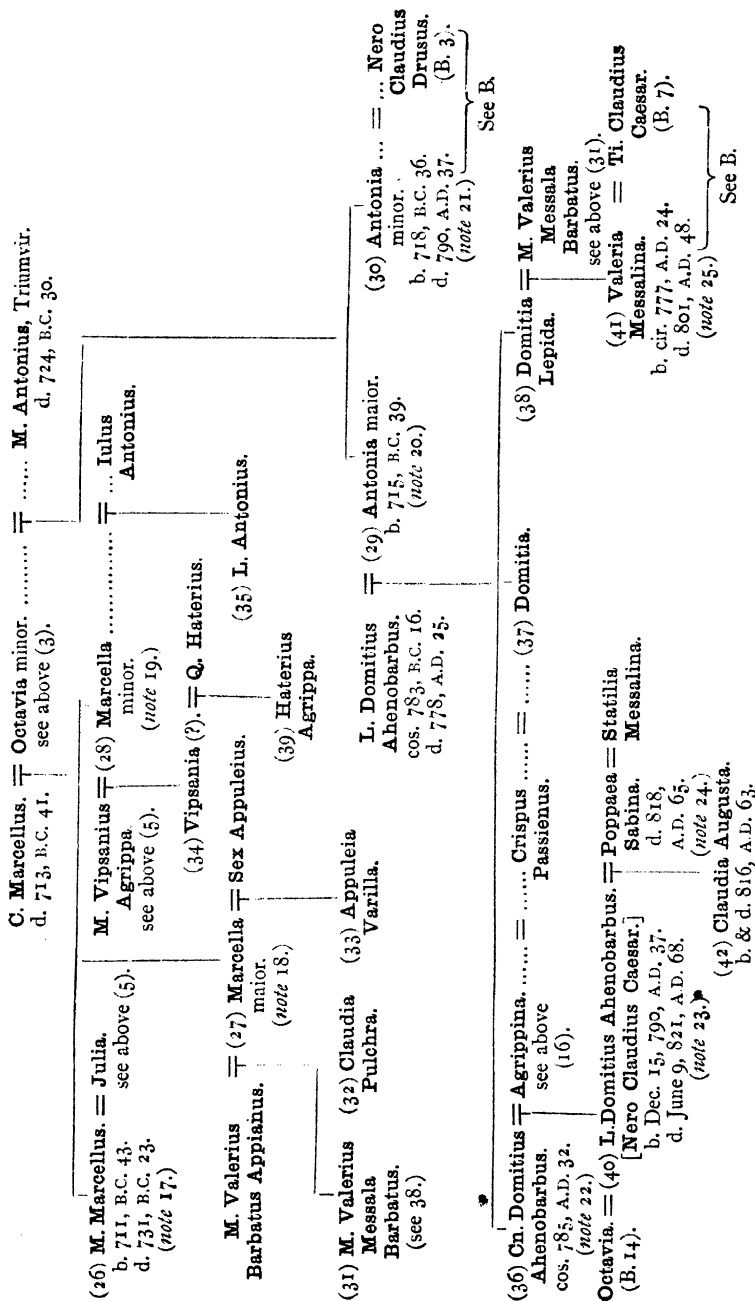 C. Marcellus. = Octavia minor. ......... = ...... M. Antonius, Triumvir.
d. 713, B.C. 41. see above (3). d. 724, B.C. 30.
(26) M. Marcellus. = Julia.
b. 711, B.C. 43. see above (5).
d. 731, B.C. 23.
(note 17.)
M. Vipsanius = (28) Marcella ............... = ... Iulus
Agrippa minor. Antonius.
see above (5). (note 19.)
M. Valerius = (27) Marcella = Sex Appuleius.
Barbatus Appianus. maior.
(note 18.)
(34) Vipsania (?). = Q. Haterius.
(35) L. Antonius.
(31) M. Valerius
Messala
Barbatus.
(see 38.)
(32) Claudia
Pulchra.
(33) Appuleia
Varilla.
(39) Haterius
Agrippa.
L. Domitius = (29) Antonia maior.
Ahenobarbus. b. 715, B.C. 39.
cos. 783, B.C. 16. (note 20.)
d. 778, A.D. 25.
(30) Antonia ... = ... Nero
minor. Claudius
b. 718, B.C. 36. Drusus.
d. 790, A.D. 37. (B. 3).
(note 21.)
See B.
(36) Cn. Domitius = Agrippina. ...... = ...... Crispus ...... = ...... (37) Domitia.
Ahenobarbus. see above Passienus.
cos. 785, A.D. 32. (16).
(note 22.)
(38) Domitia = M. Valerius
Lepida. Messala
Barbatus.
see above (31).
Octavia. = (40) L. Domitius Ahenobarbus. = Poppaea = Statilia
(B. 14). [Nero Claudius Caesar.] Sabina. Messalina.
b. Dec. 15, 790, A.D. 37. d. 818,
d. June 9, 821, A.D. 68. A.D. 65.
(note 23.) (note 24.)
(41) Valeria = Ti. Claudius
Messalina. Caesar.
b. cir. 777, A.D. 24. (B. 7).
d. 801, A.D. 48.
(note 25.)
See B.
(42) Claudia Augusta.
b. & d. 816, A.D. 63.